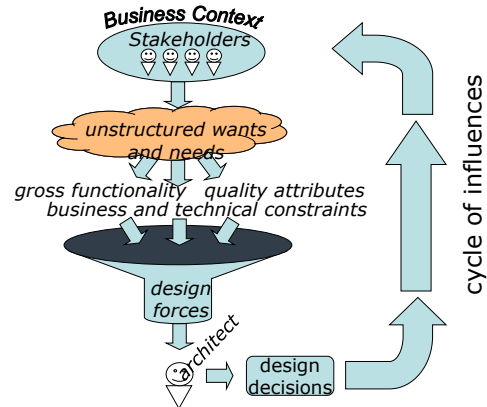 Business Context
Stakeholders
unstructured wants
and needs
gross functionality quality attributes
business and technical constraints
design
forces
architect
design
decisions
cycle of influences